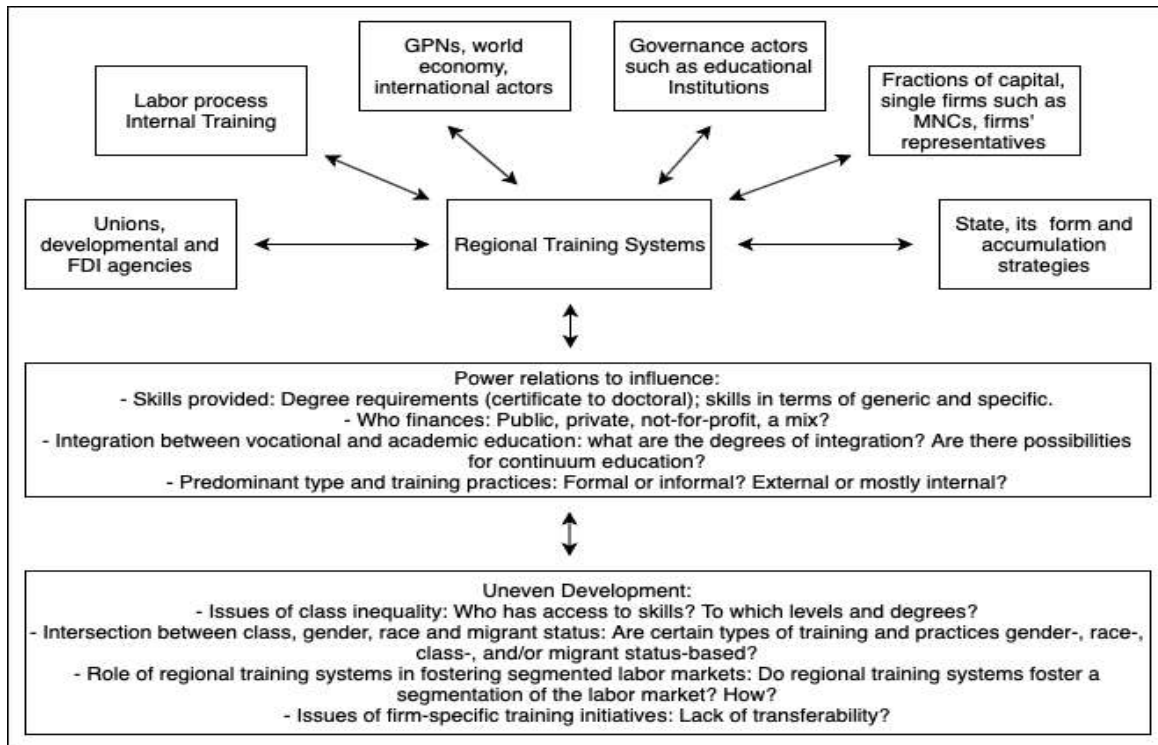 GPNs, world
economy,
international actors
Governance actors
such as educational
Institutions
Labor process
Internal Training
Fractions of capital,
single firms such as
MNCs, firms'
representatives
Unions,
developmental and
FDI agencies
Regional Training Systems
State, its form and
accumulation
strategies
Power relations to influence:
- Skills provided: Degree requirements (certificate to doctoral); skills in terms of generic and specific.
- Who finances: Public, private, not-for-profit, a mix?
- Integration between vocational and academic education: what are the degrees of integration? Are there possibilities
for continuum education?
- Predominant type and training practices: Formal or informal? External or mostly internal?
Uneven Development:
- Issues of class inequality: Who has access to skills? To which levels and degrees?
- Intersection between class, gender, race and migrant status: Are certain types of training and practices gender-, race-,
class-, and/or migrant status-based?
- Role of regional training systems in fostering segmented labor markets: Do regional training systems foster a
segmentation of the labor market? How?
- Issues of firm-specific training initiatives: Lack of transferability?